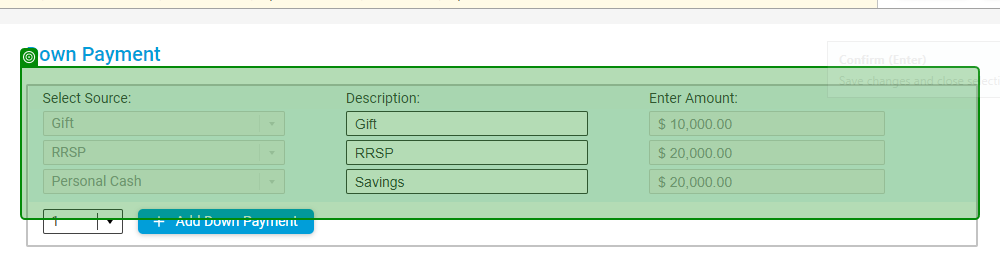 own Payment
Confirm (Enter)
Save changes and close select
Select Source: Description: Enter Amount:
Gift Gift $ 10,000.00
RRSP RRSP $ 20,000.00
Personal Cash Savings $ 20,000.00
1 + Add Down Payment